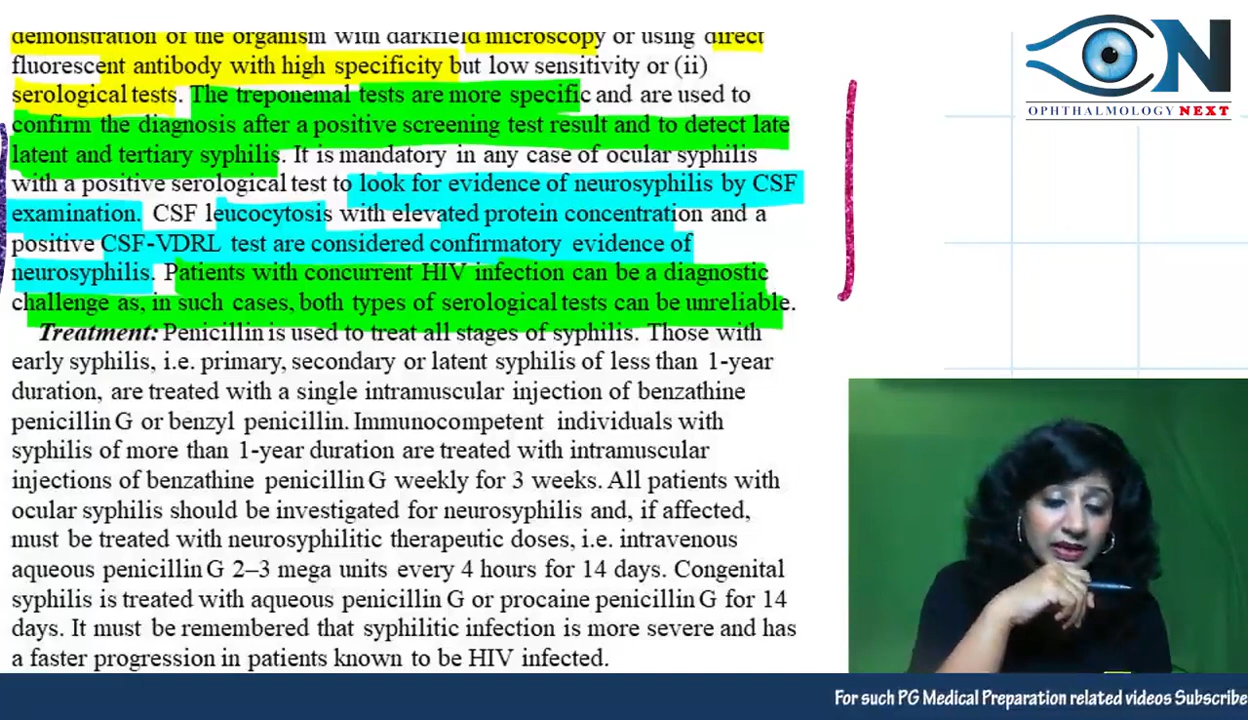 demonstration of the organism with darkfield microscopy or using direct
fluorescent antibody with high specificity but low sensitivity or (ii)
serological tests. The treponemal tests are more specific and are used to
confirm the diagnosis after a positive screening test result and to detect late
latent and tertiary syphilis. It is mandatory in any case of ocular syphilis
with a positive serological test to look for evidence of neurosyphilis by CSF
examination. CSF leucocytosis with elevated protein concentration and a
positive CSF-VDRL test are considered confirmatory evidence of
neurosyphilis. Patients with concurrent HIV infection can be a diagnostic
challenge as, in such cases, both types of serological tests can be unreliable.
Treatment: Penicillin is used to treat all stages of syphilis. Those with
early syphilis, i.e. primary, secondary or latent syphilis of less than 1-year
duration, are treated with a single intramuscular injection of benzathine
penicillin G or benzyl penicillin. Immunocompetent individuals with
syphilis of more than 1-year duration are treated with intramuscular
injections of benzathine penicillin G weekly for 3 weeks. All patients with
ocular syphilis should be investigated for neurosyphilis and, if affected,
must be treated with neurosyphilitic therapeutic doses, i.e. intravenous
aqueous penicillin G 2–3 mega units every 4 hours for 14 days. Congenital
syphilis is treated with aqueous penicillin G or procaine penicillin G for 14
days. It must be remembered that syphilitic infection is more severe and has
a faster progression in patients known to be HIV infected.
N
OPHTHALMOLOGY NEXT
For such PG Medical Preparation related videos Subscribe